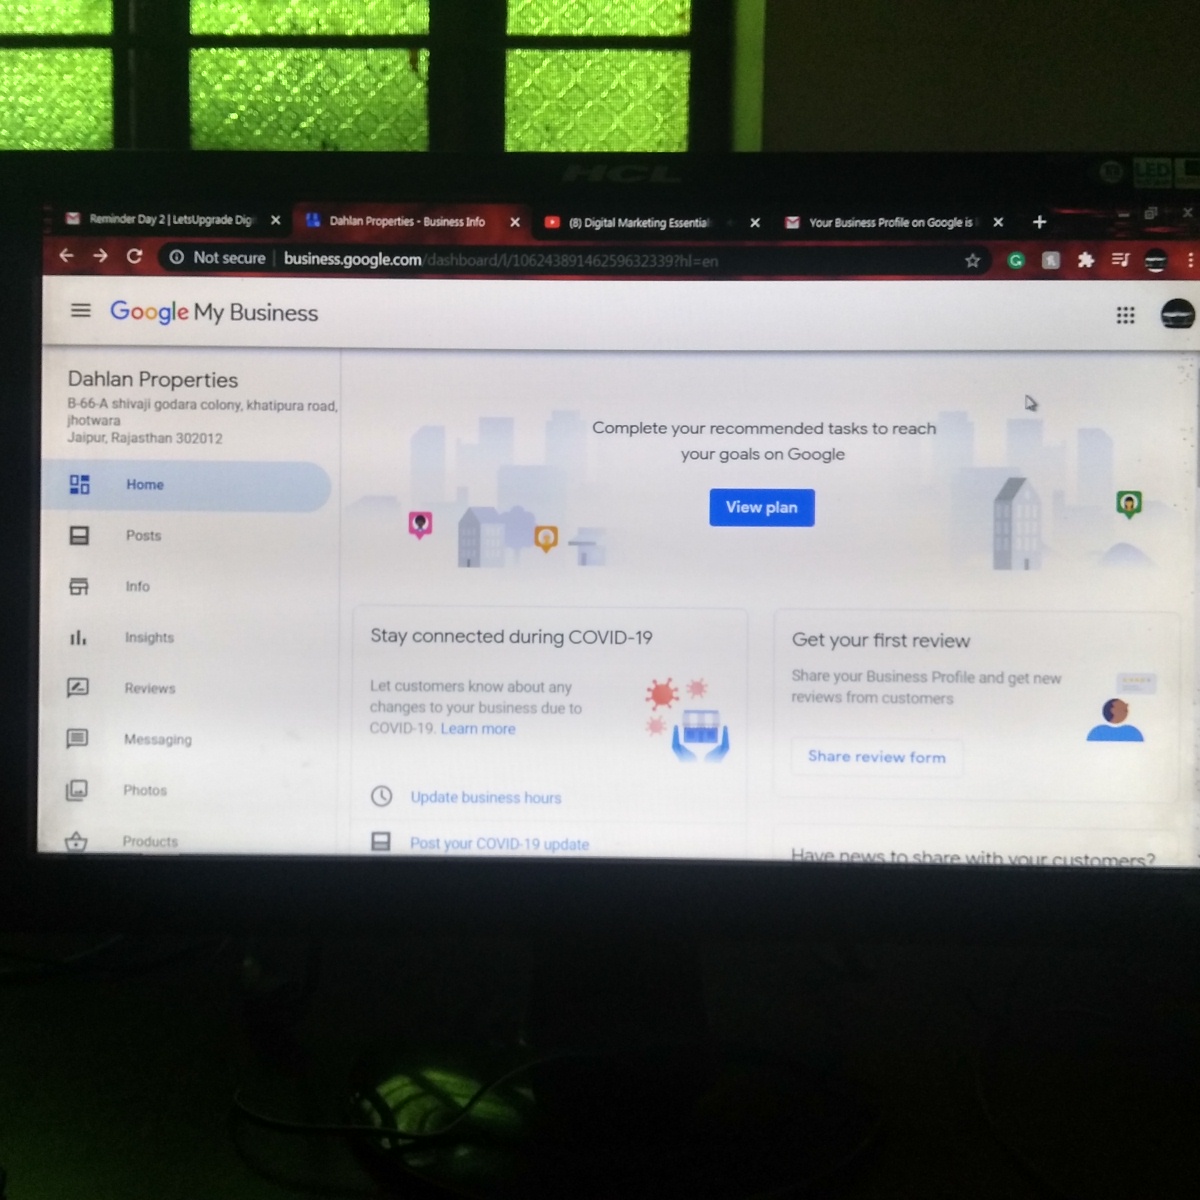 HCL
LED
Reminder Day 2 | LetsUpgrade Dig
Dahlan Properties - Business Info
(8) Digital Marketing Essentia
Your Business Profile on Google is
Not secure
business.google.com/dashboard/l/10624389146259632339?hl=en
Google My Business
Dahlan Properties
B-66-A shivaji godara colony, khatipura road,
jhotwara
Jaipur, Rajasthan 302012
Home
Posts
Info
Insights
Reviews
Messaging
Photos
Products
Complete your recommended tasks to reach
your goals on Google
View plan
Stay connected during COVID-19
Let customers know about any
changes to your business due to
COVID-19. Learn more
Update business hours
Post your COVID-19 update
Get your first review
Share your Business Profile and get new
reviews from customers
Share review form
Have news to share with your customers?